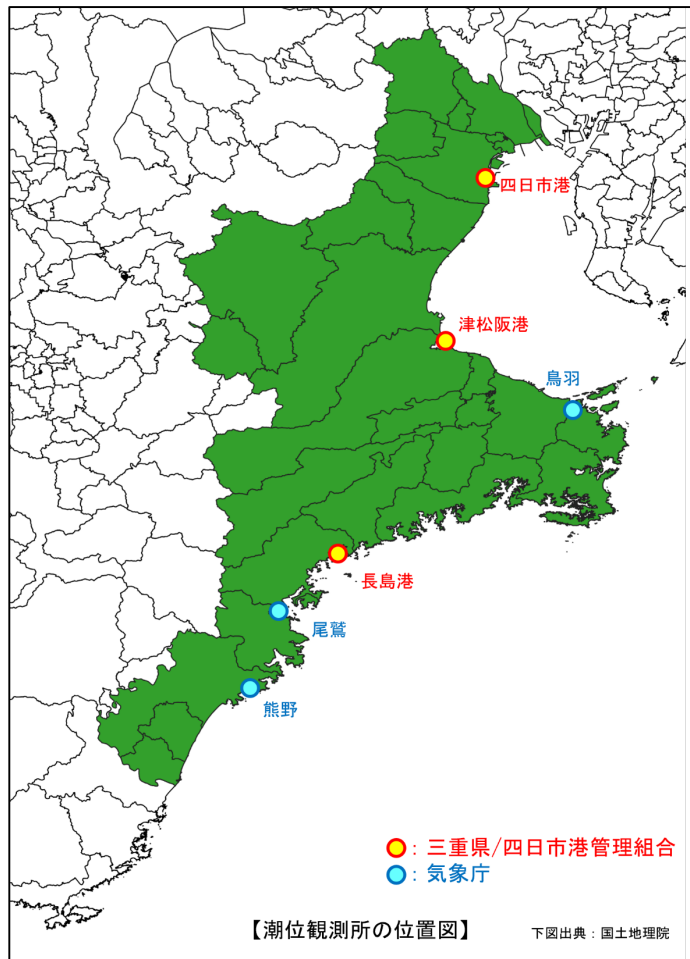 四日市港
津松阪港
鳥羽
長島港
尾鷲
熊野
：三重県/四日市港管理組合
：気象庁
【潮位観測所の位置図】
下図出典：国土地理院